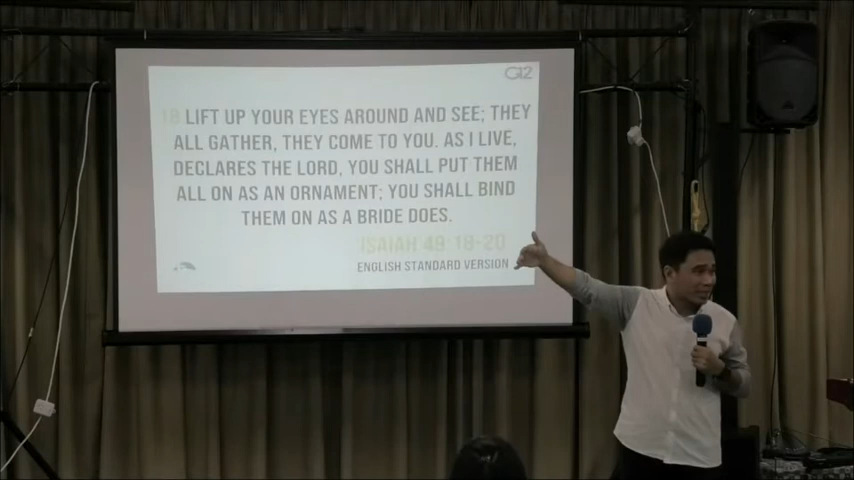 G12
18 LIFT UP YOUR EYES AROUND AND SEE; THEY
ALL GATHER, THEY COME TO YOU. AS I LIVE,
DECLARES THE LORD, YOU SHALL PUT THEM
ALL ON AS AN ORNAMENT; YOU SHALL BIND
THEM ON AS A BRIDE DOES.
ISAIAH 49:18-20
ENGLISH STANDARD VERSION